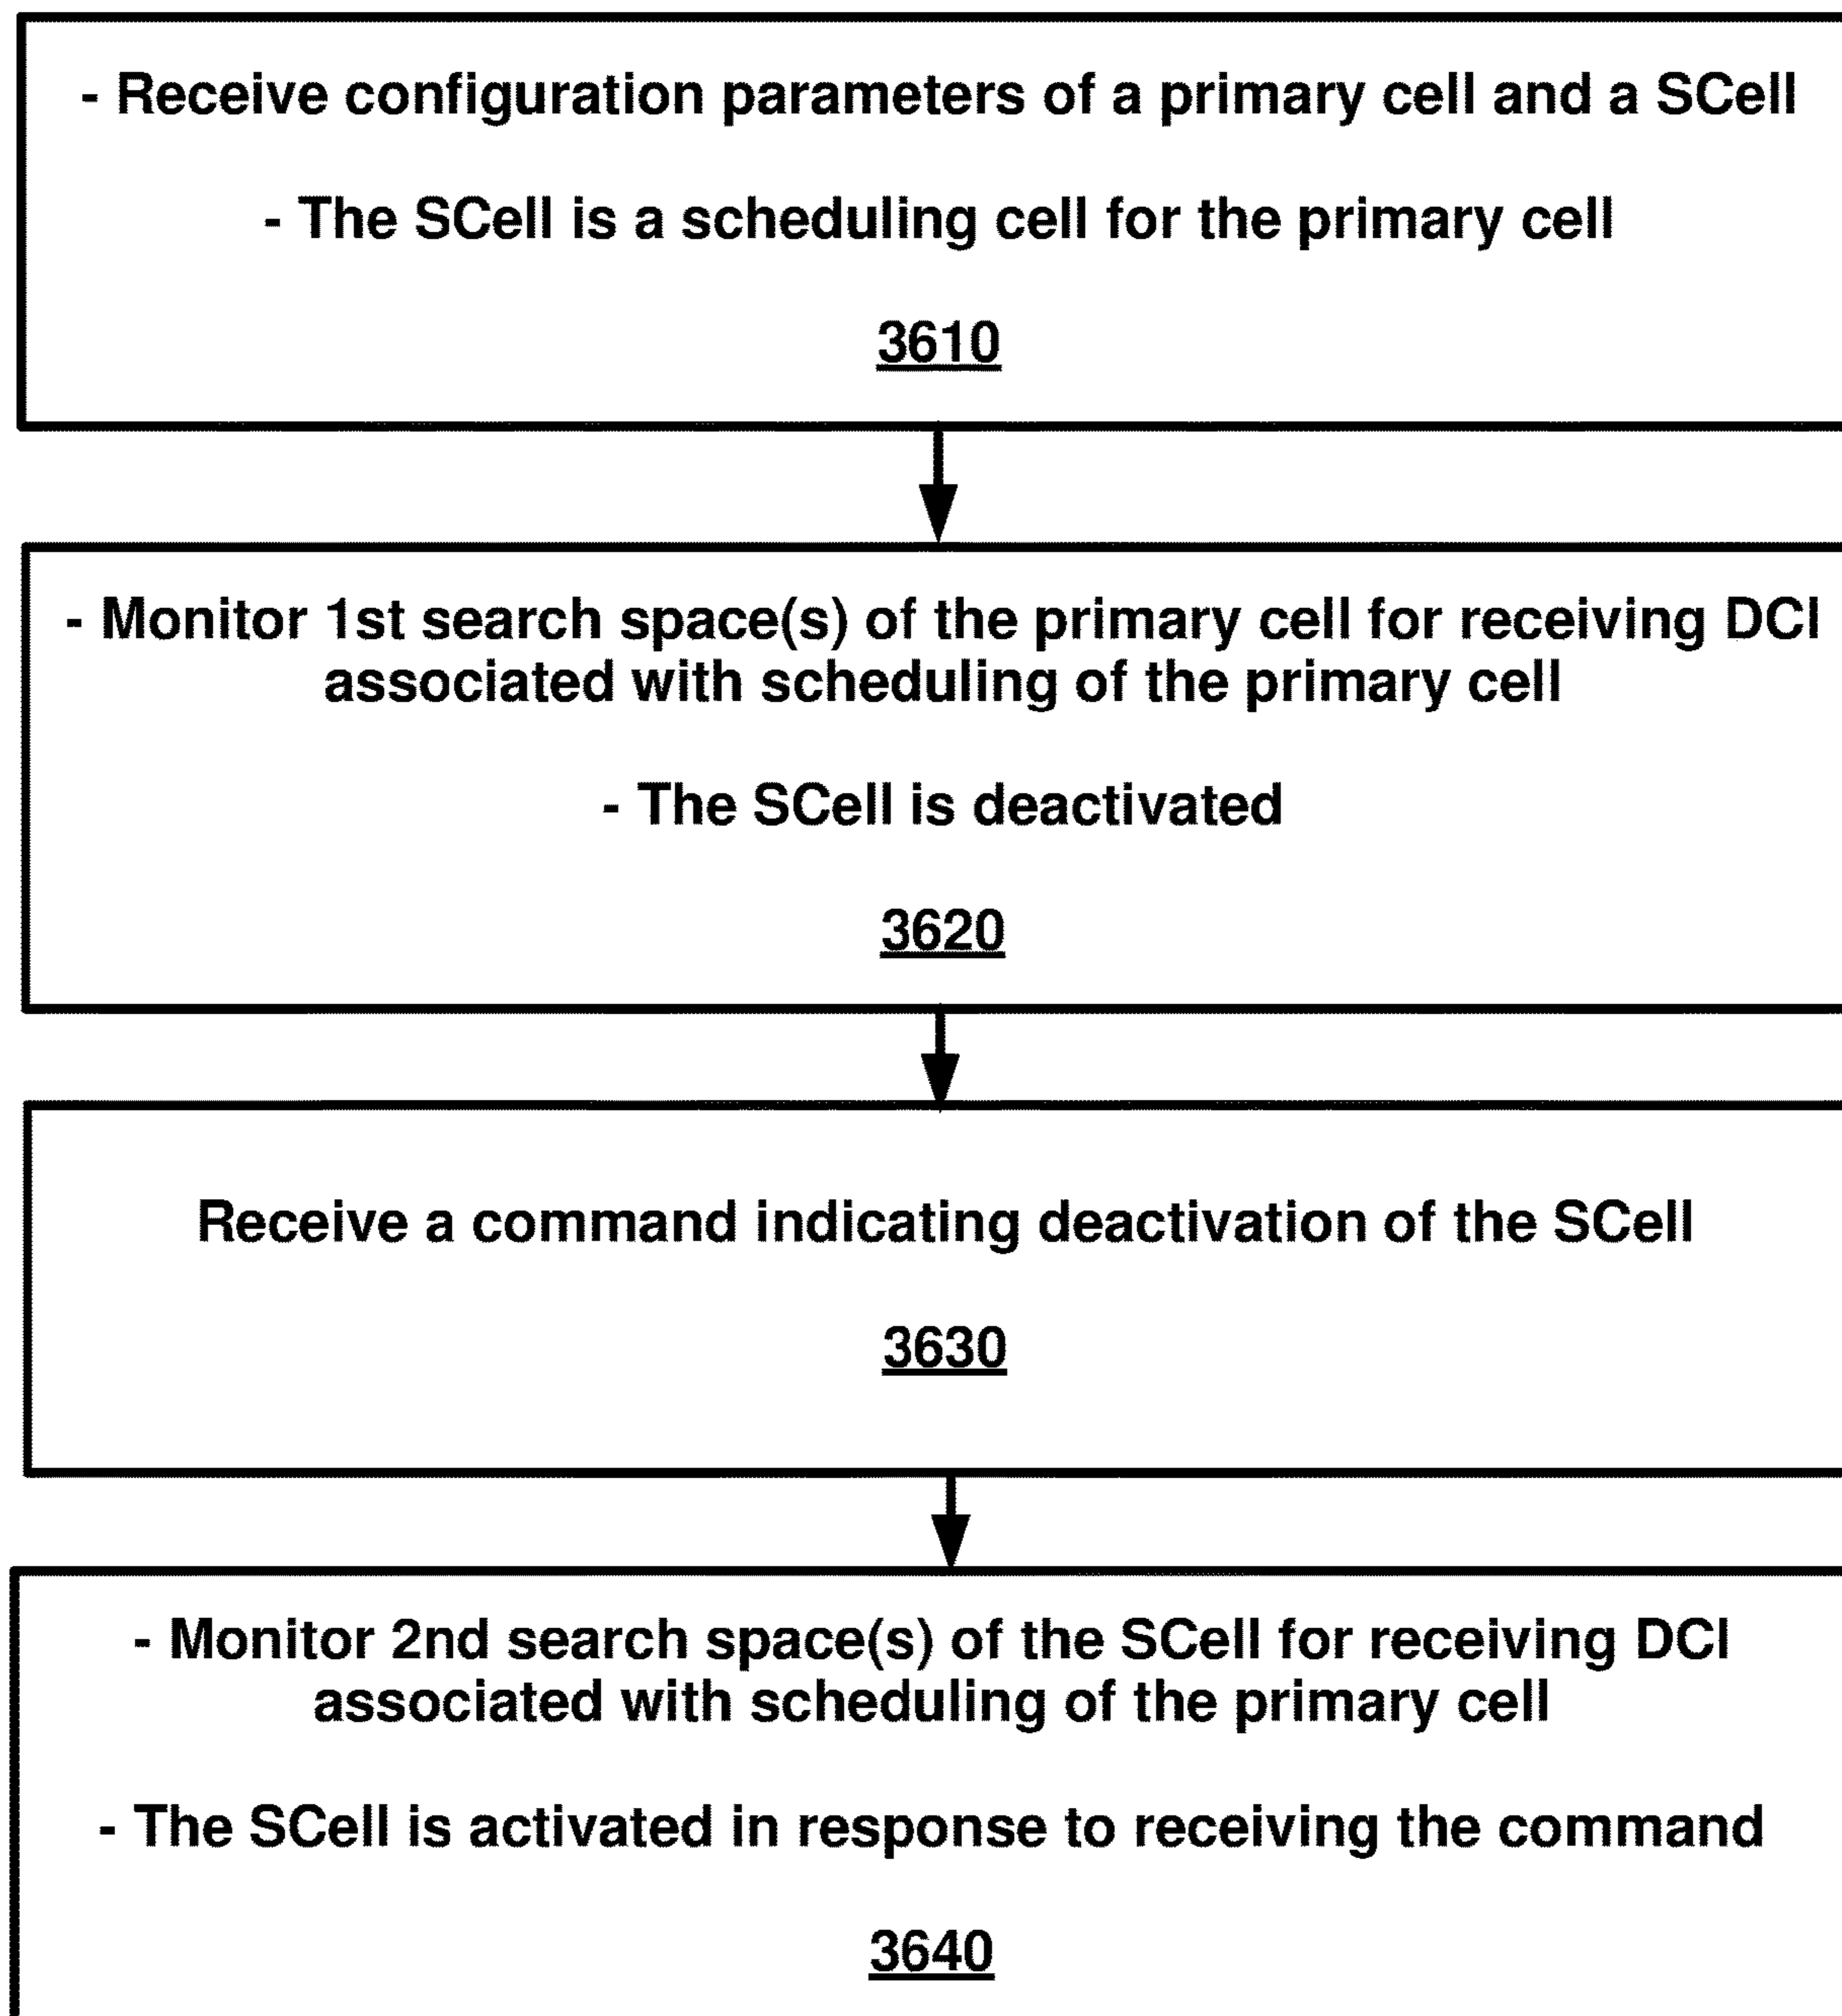 - Receive configuration parameters of a primary cell and a SCell
- The SCell is a scheduling cell for the primary cell
3610
- Monitor 1st search space(s) of the primary cell for receiving DCI
associated with scheduling of the primary cell
- The SCell is deactivated
3620
Receive a command indicating deactivation of the SCell
3630
- Monitor 2nd search space(s) of the SCell for receiving DCI
associated with scheduling of the primary cell
- The SCell is activated in response to receiving the command
3640